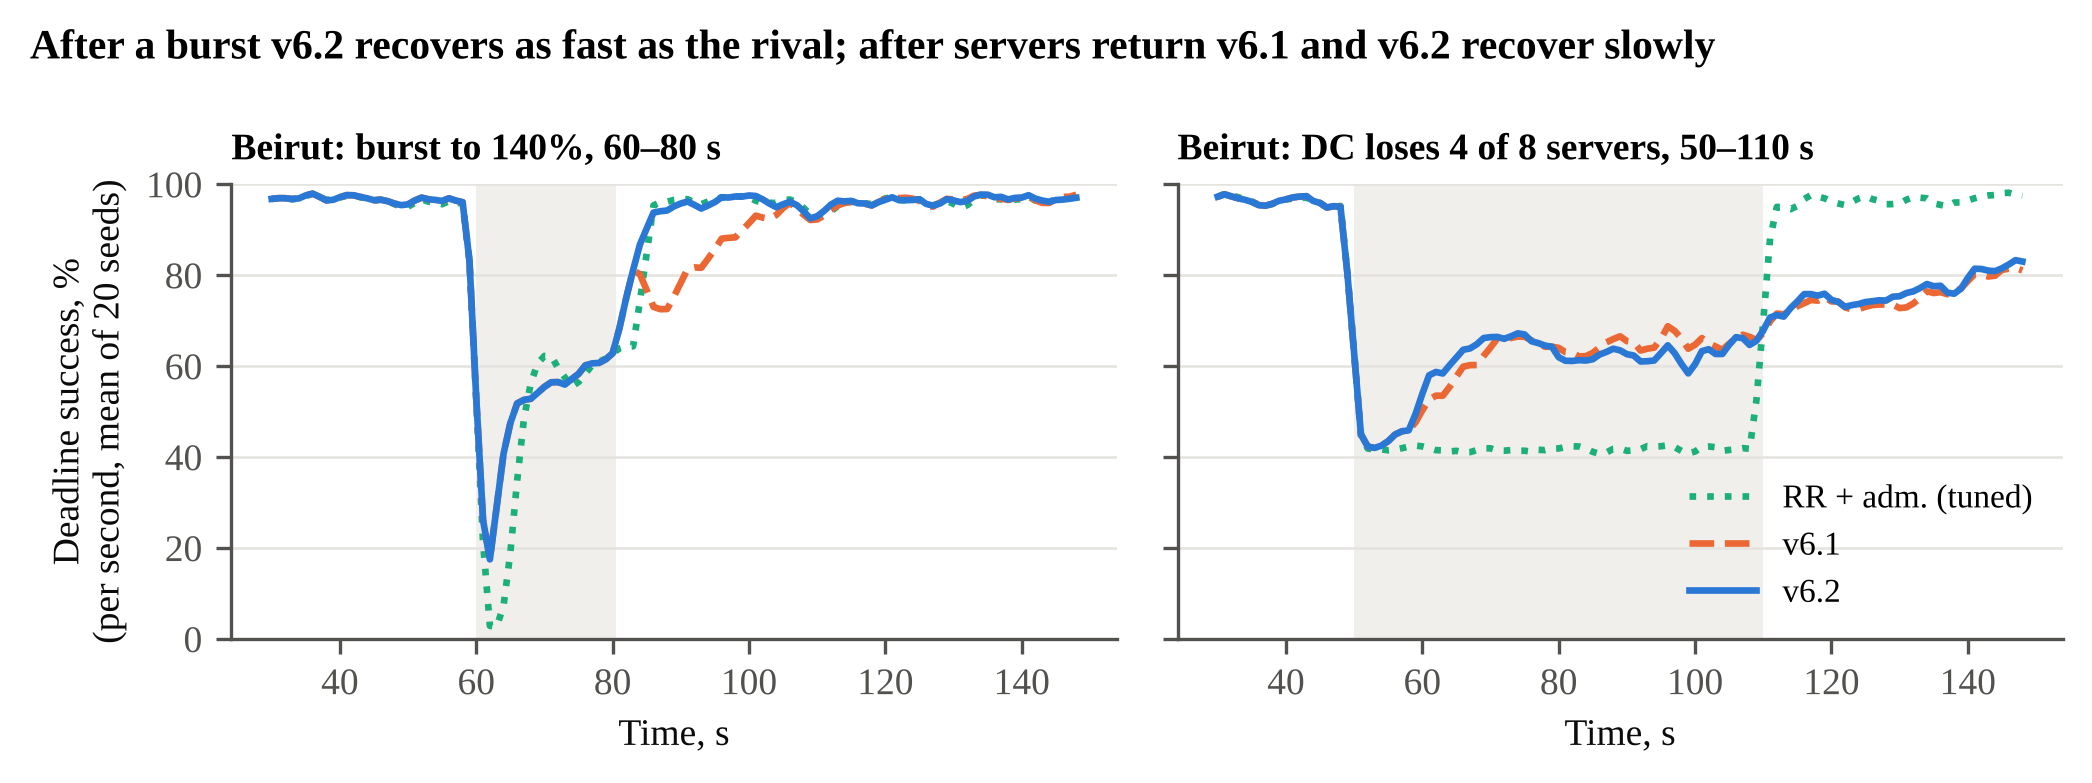 After a burst v6.2 recovers as fast as the rival; after servers return v6.1 and v6.2 recover slowly
Beirut: burst to 140%, 60–80 s
Deadline success, %
(per second, mean of 20 seeds)
100
80
60
40
20
0
40
60
80
100
120
140
Time, s
Beirut: DC loses 4 of 8 servers, 50–110 s
RR + adm. (tuned)
v6.1
v6.2
40
60
80
100
120
140
Time, s